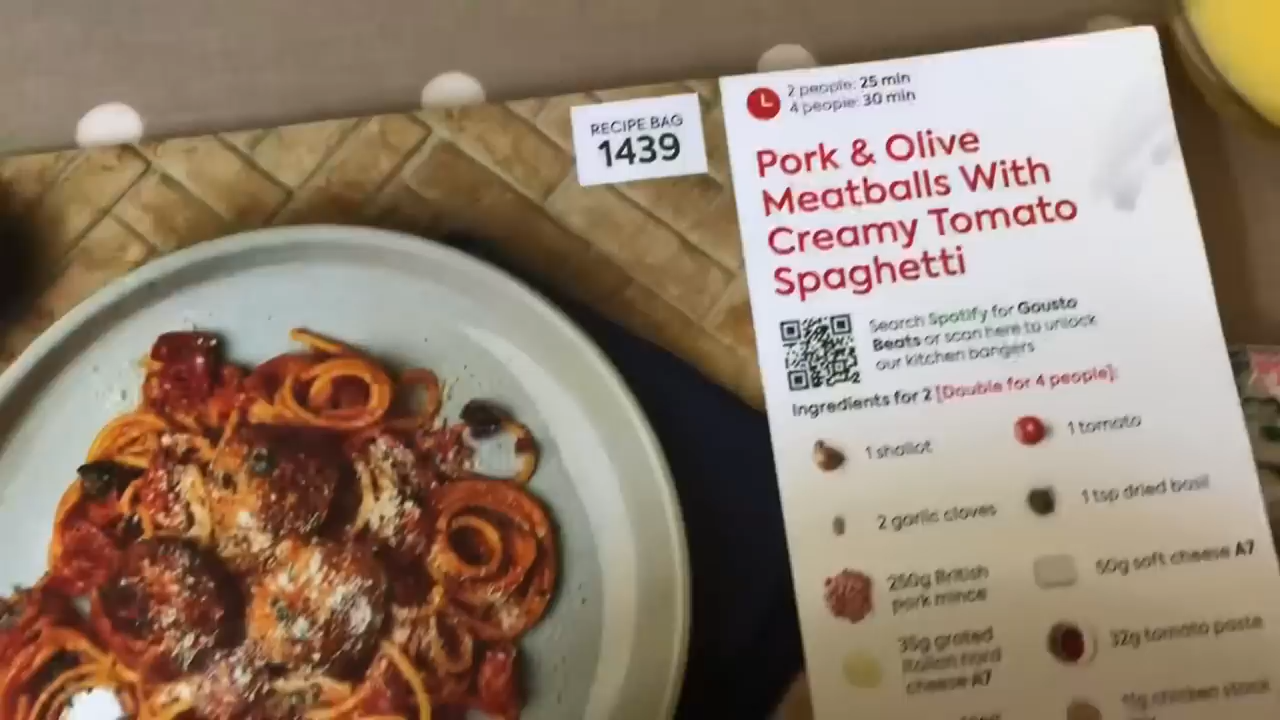 RECIPE BAG
1439
2 people: 25 min
4 people: 30 min
Pork & Olive
Meatballs With
Creamy Tomato
Spaghetti
Search Spotify for Gousto
Beats or scan here to unlock
our kitchen bangers
Ingredients for 2 [Double for 4 people]:
1 shallot
1 tomato
2 garlic cloves
1 tsp dried basil
250g British
pork mince
50g soft cheese A7
35g grated
Italian hard
cheese A7
32g tomato paste
chicken stock